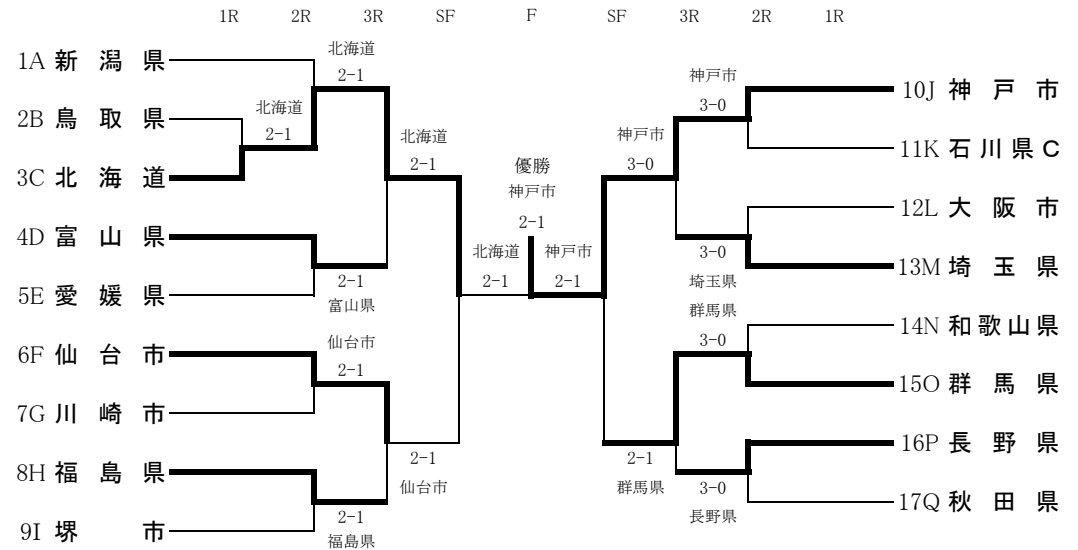 1R 2R 3R SF F SF 3R 2R 1R
1A 新潟県
2B 鳥取県
3C 北海道
4D 富山県
5E 愛媛県
6F 仙台市
7G 川崎市
8H 福島県
9I 堺市
北海道
2-1
北海道
2-1
2-1
富山県
仙台市
2-1
2-1
福島県
北海道
2-1
2-1
仙台市
北海道
2-1
優勝
神戸市
2-1
神戸市
2-1
神戸市
3-0
2-1
群馬県
神戸市
3-0
3-0
埼玉県
群馬県
3-0
3-0
長野県
10J 神戸市
11K 石川県C
12L 大阪市
13M 埼玉県
14N 和歌山県
15O 群馬県
16P 長野県
17Q 秋田県